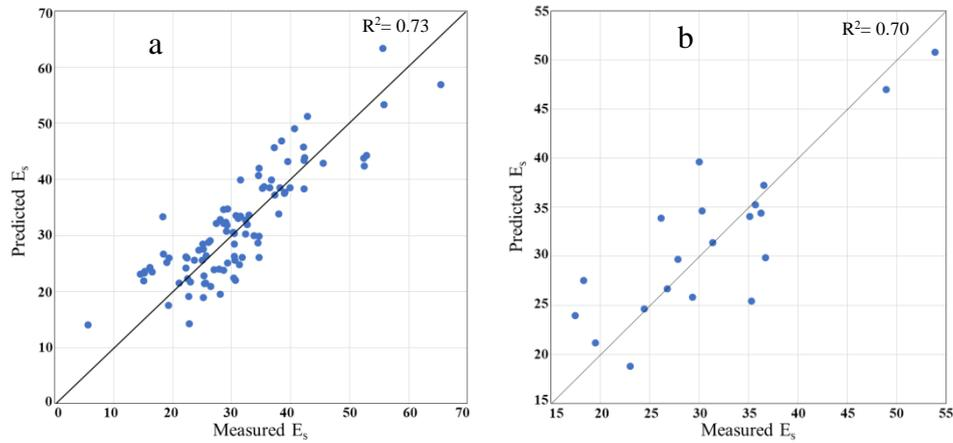 70
60
50
40
30
20
10
0
0 10 20 30 40 50 60 70
Predicted Es
Measured Es
a
R²= 0.73
55
50
45
40
35
30
25
20
15
15 20 25 30 35 40 45 50 55
Predicted Es
Measured Es
b
R²= 0.70